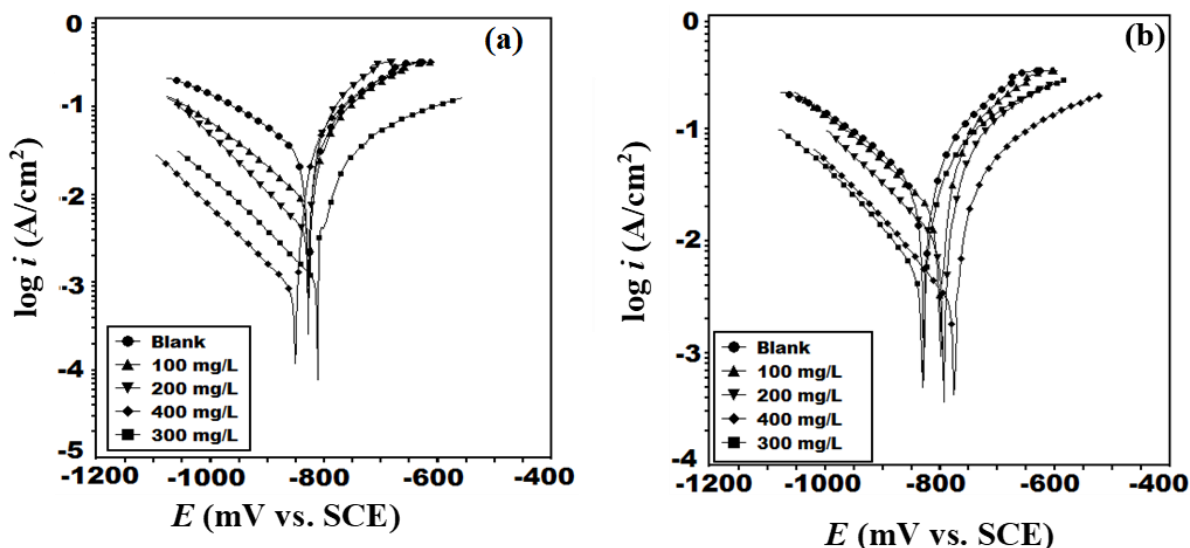 (a)
log i (A/cm²)
0
-1
-2
-3
-4
-5
-1200
-1000
-800
-600
-400
Blank
100 mg/L
200 mg/L
400 mg/L
300 mg/L
E (mV vs. SCE)
(b)
log i (A/cm²)
0
-1
-2
-3
-4
-1200
-1000
-800
-600
-400
Blank
100 mg/L
200 mg/L
400 mg/L
300 mg/L
E (mV vs. SCE)